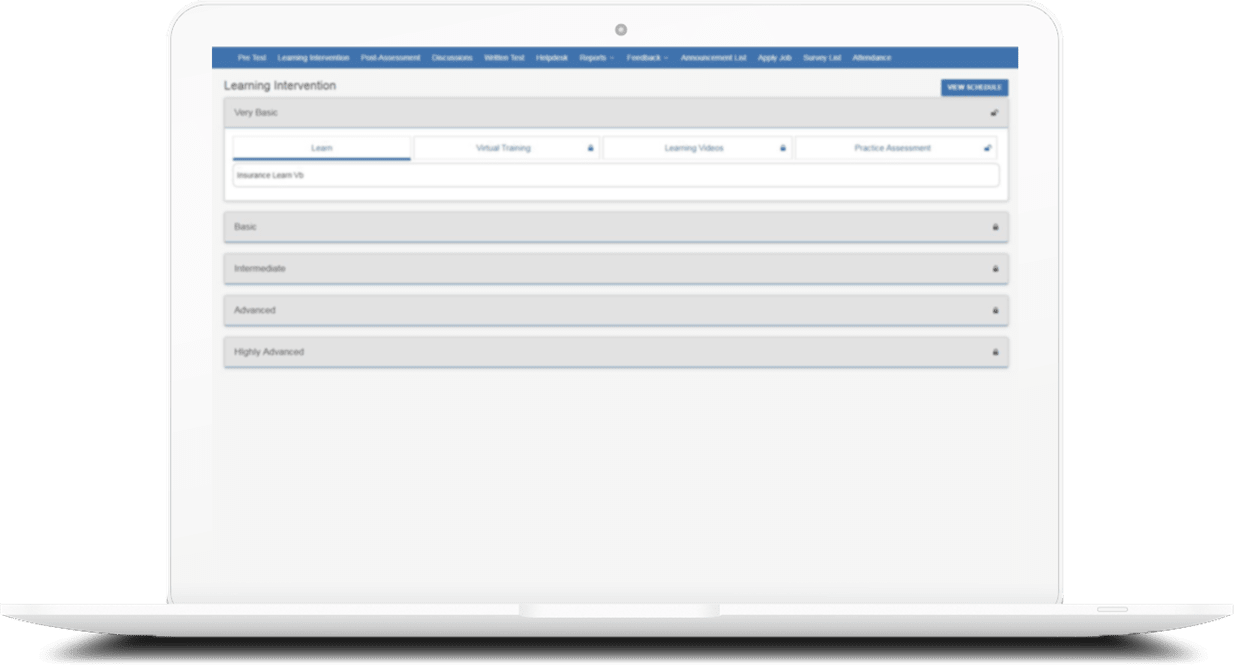 Pre Test Learning Intervention Post-Assessment Discussions Written Test Helpdesk Reports Feedback Announcement List Apply Job Survey List Attendance
Learning Intervention
VIEW SCHEDULE
Very Basic
Learn Virtual Training Learning Videos Practice Assessment
Insurance Learn Vb
Basic
Intermediate
Advanced
Highly Advanced